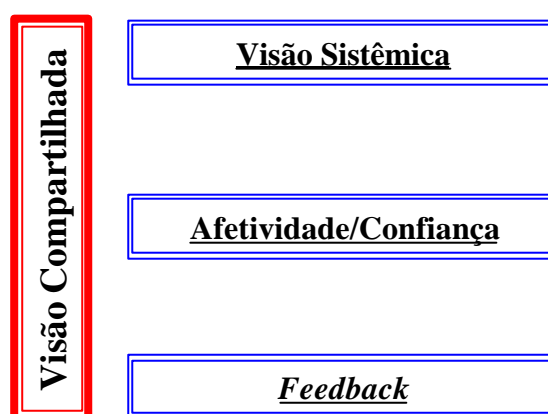 Visão Compartilhada
Visão Sistêmica
Afetividade/Confiança
Feedback